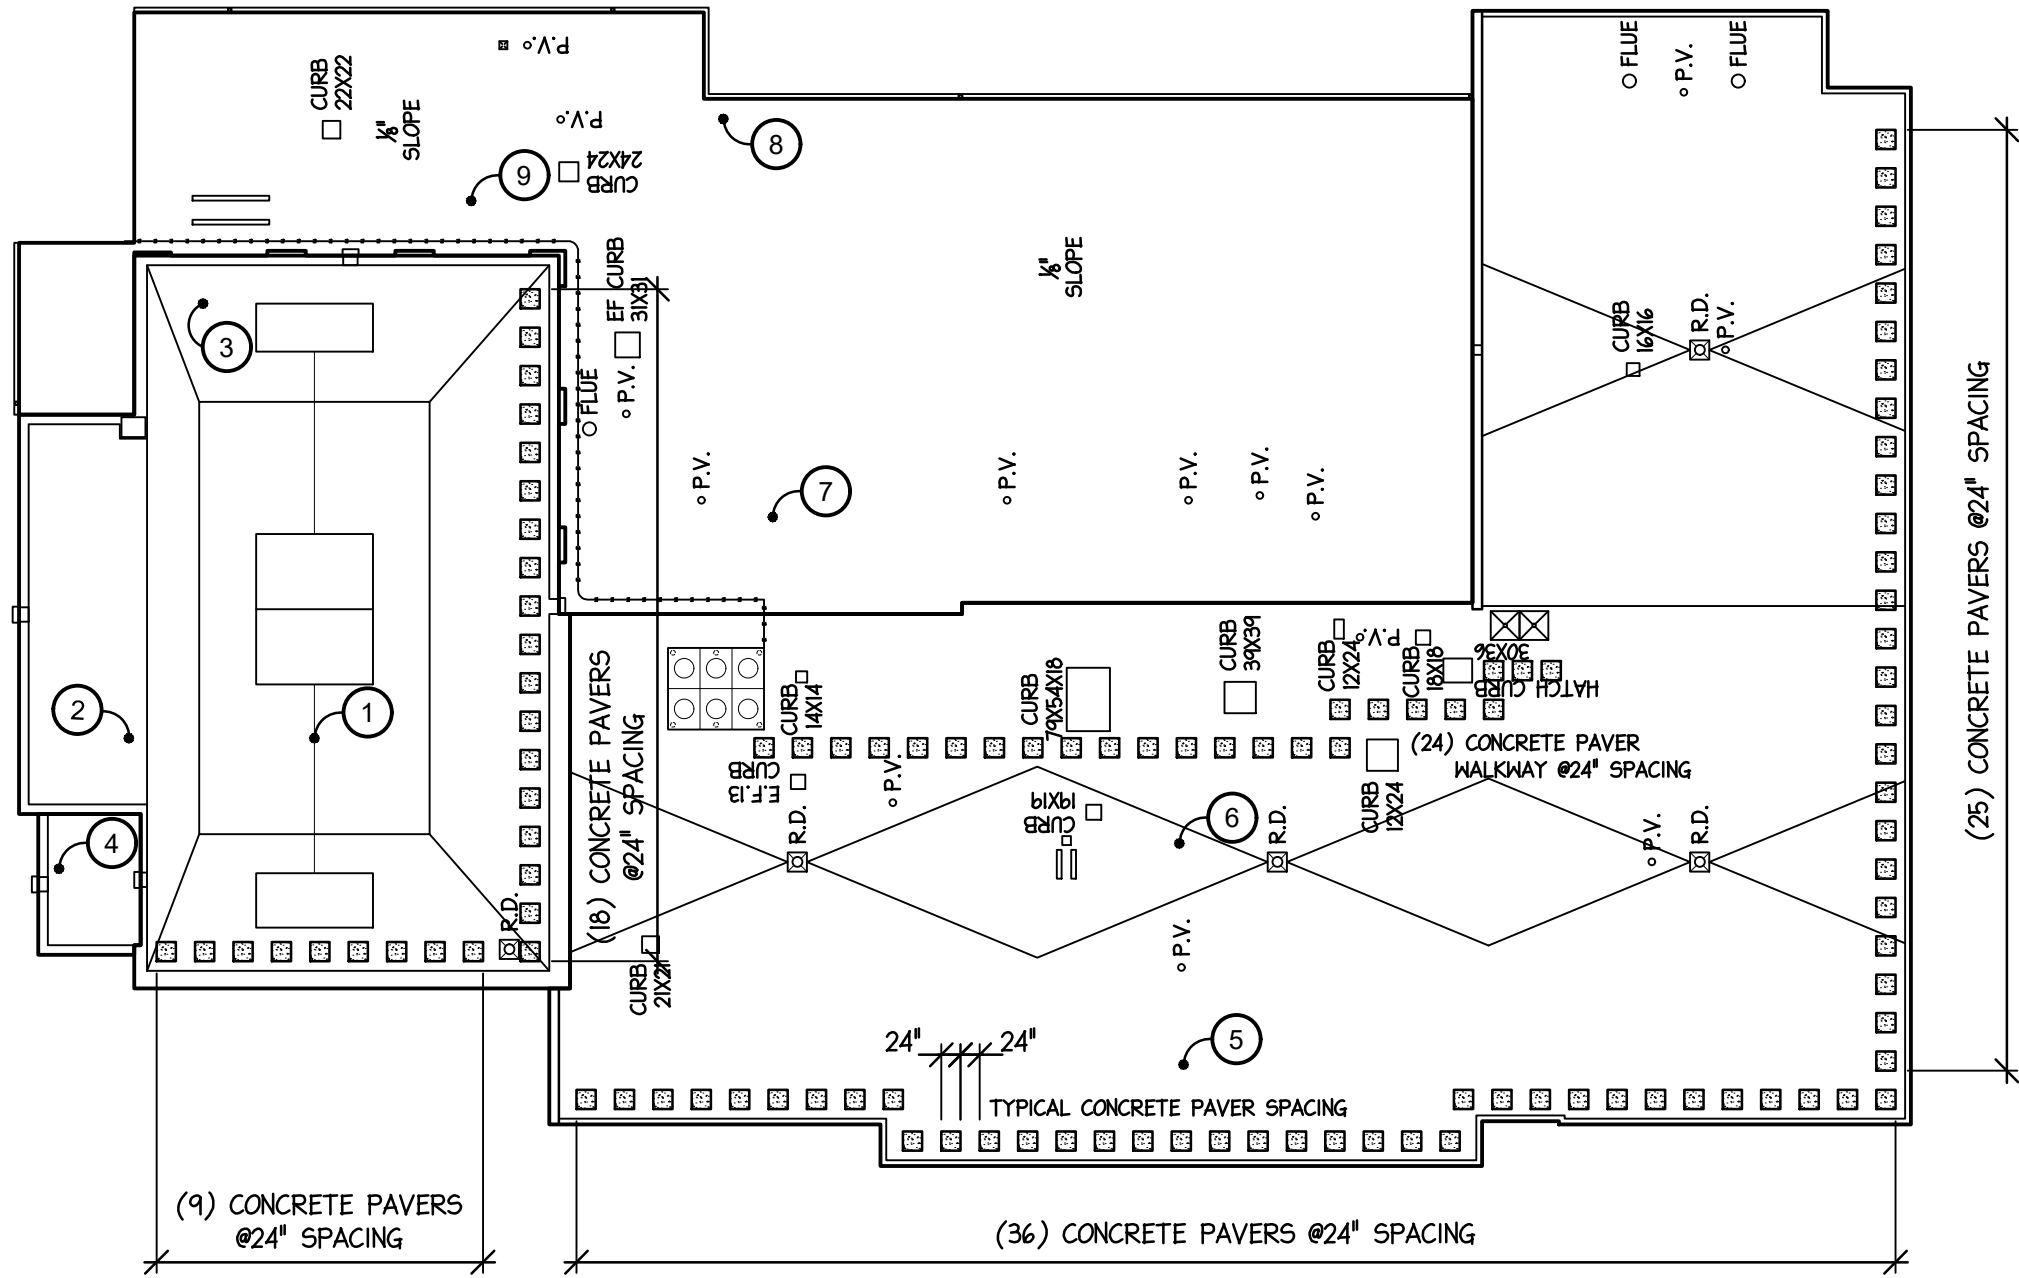 P.V.
CURB
22X22
1/8"
SLOPE
P.V.
CURB
24X24
9
8
FLUE
P.V.
FLUE
EF CURB
31X31
1/8"
SLOPE
3
FLUE
P.V.
CURB
16X16
R.D.
P.V.
P.V.
P.V.
P.V.
P.V.
P.V.
7
(25) CONCRETE PAVERS @24" SPACING
2
1
4
(18) CONCRETE PAVERS
@24" SPACING
CURB
14X14
CURB
79X54X18
CURB
39X39
CURB
12X24
P.V.
CURB
18X18
30X36
HATCH CURB
(24) CONCRETE PAVER
WALKWAY @24" SPACING
E.F.13
CURB
P.V.
R.D.
CURB
19X19
6
R.D.
CURB
12X24
P.V.
R.D.
R.D.
CURB
21X21
P.V.
5
24"
24"
TYPICAL CONCRETE PAVER SPACING
(9) CONCRETE PAVERS
@24" SPACING
(36) CONCRETE PAVERS @24" SPACING